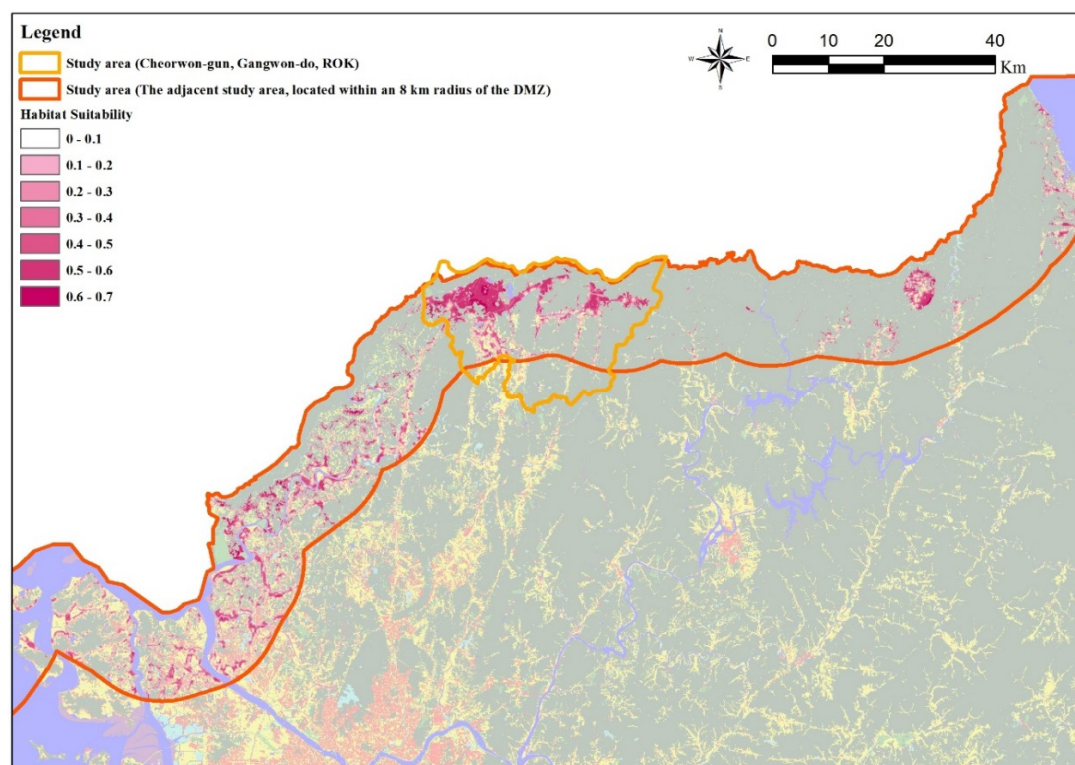 Legend
Study area (Cheorwon-gun, Gangwon-do, ROK)
Study area (The adjacent study area, located within an 8 km radius of the DMZ)
Habitat Suitability
0 - 0.1
0.1 - 0.2
0.2 - 0.3
0.3 - 0.4
0.4 - 0.5
0.5 - 0.6
0.6 - 0.7
N
W E
S
0 10 20 40
Km